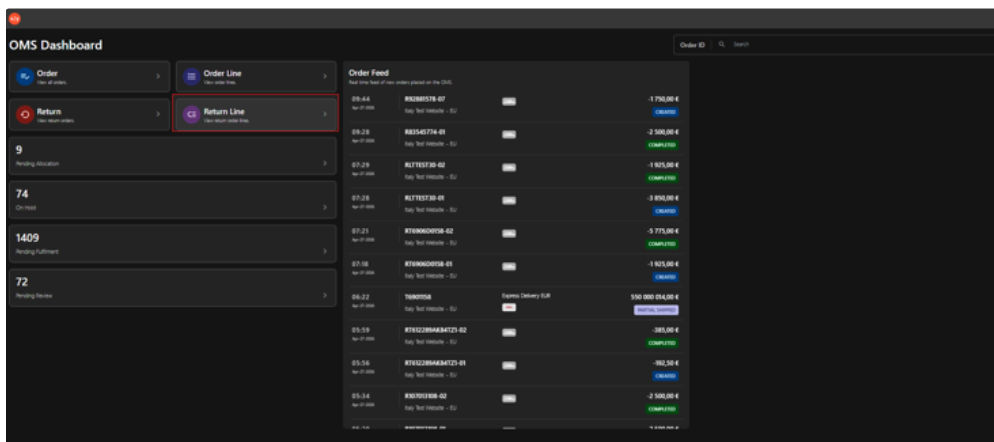 OMS Dashboard
Order ID
Search
Order
View all orders.
Order Line
View order lines.
Return
View return orders.
Return Line
View return order lines.
9
Pending Allocation
74
On Hold
1409
Pending Fulfilment
72
Pending Review
Order Feed
Real time feed of new orders placed on the OMS.
09:44 R92881578-07 -1 750,00 €
Apr 27 2026 Italy Test Website - EU CREATED
09:28 R83545774-01 -2 500,00 €
Italy Test Website - EU COMPLETED
07:29 RLTTEST30-02 -1 925,00 €
Italy Test Website - EU COMPLETED
07:28 RLTTEST30-01 -3 850,00 €
Italy Test Website - EU CREATED
07:21 -5 775,00 €
Italy Test Website - EU COMPLETED
07:18 -1 925,00 €
Italy Test Website - EU CREATED
06:22 T6901158 Express Delivery EUR 550 000 014,00 €
Italy Test Website - EU PARTIAL SHIPPED
05:59 -385,00 €
Italy Test Website - EU COMPLETED
05:56 -192,50 €
Italy Test Website - EU CREATED
05:34 R307013106-02 -2 500,00 €
Italy Test Website - EU COMPLETED